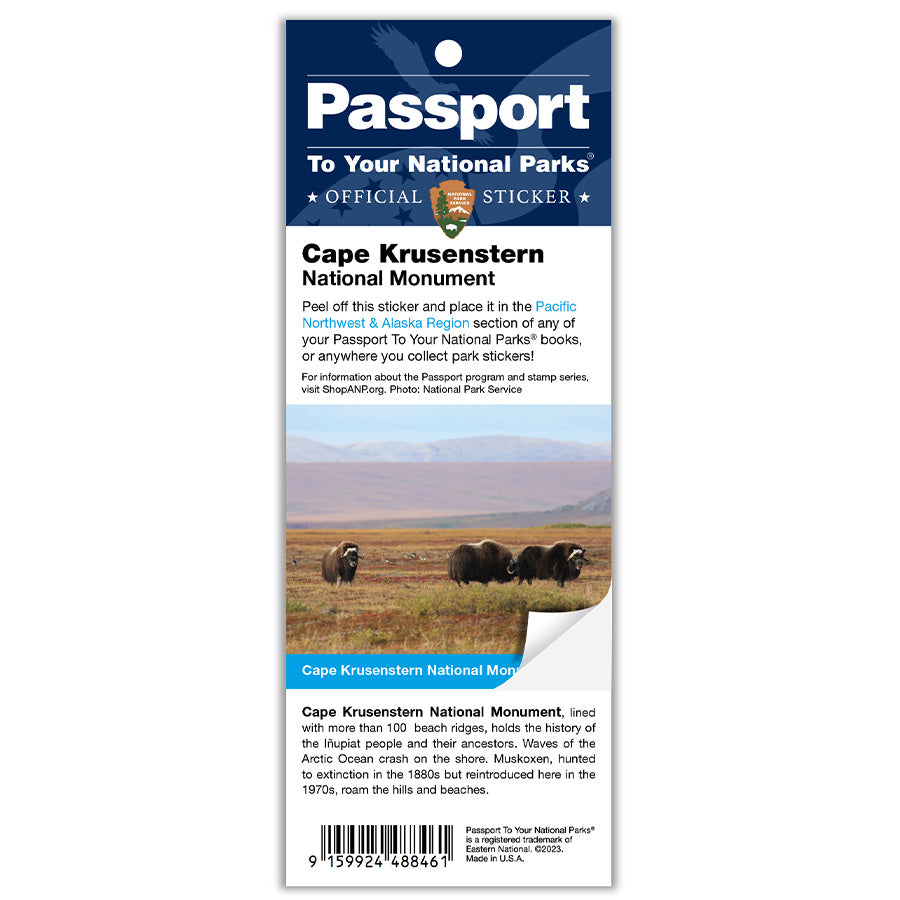 Passport
To Your National Parks®
★ OFFICIAL
NATIONAL
PARK
SERVICE
STICKER ★
Cape Krusenstern
National Monument
Peel off this sticker and place it in the Pacific
Northwest & Alaska Region section of any of
your Passport To Your National Parks® books,
or anywhere you collect park stickers!
For information about the Passport program and stamp series,
visit ShopANP.org. Photo: National Park Service
Cape Krusenstern National Mon
Cape Krusenstern National Monument, lined
with more than 100 beach ridges, holds the history of
the Iñupiat people and their ancestors. Waves of the
Arctic Ocean crash on the shore. Muskoxen, hunted
to extinction in the 1880s but reintroduced here in the
1970s, roam the hills and beaches.
9 159924 488461
Passport To Your National Parks®
is a registered trademark of
Eastern National. ©2023.
Made in U.S.A.